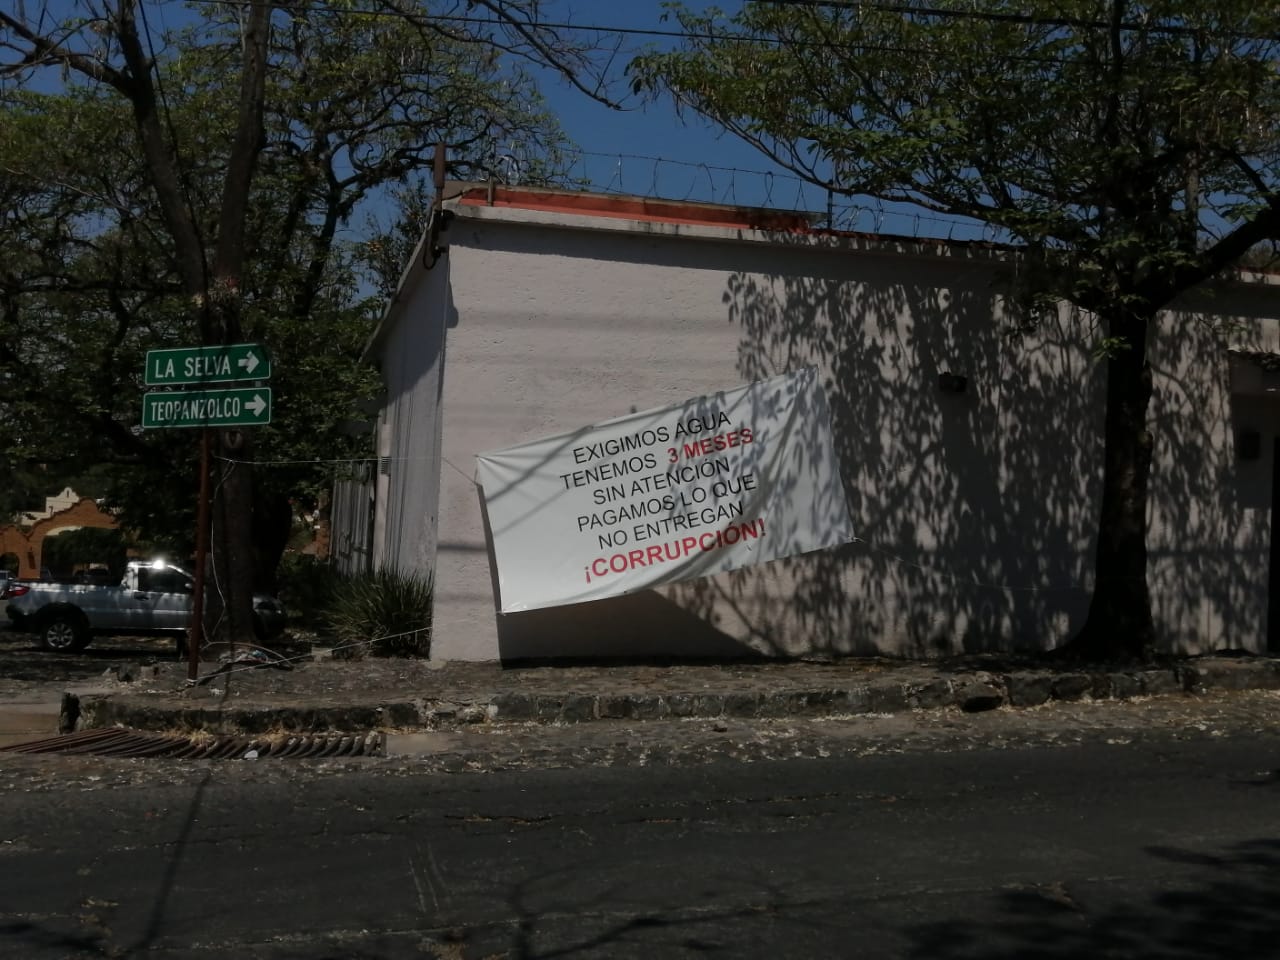 LA SELVA
TEOPANZOLCO
EXIGIMOS AGUA
TENEMOS 3 MESES
SIN ATENCIÓN
PAGAMOS LO QUE
NO ENTREGAN
¡CORRUPCIÓN!